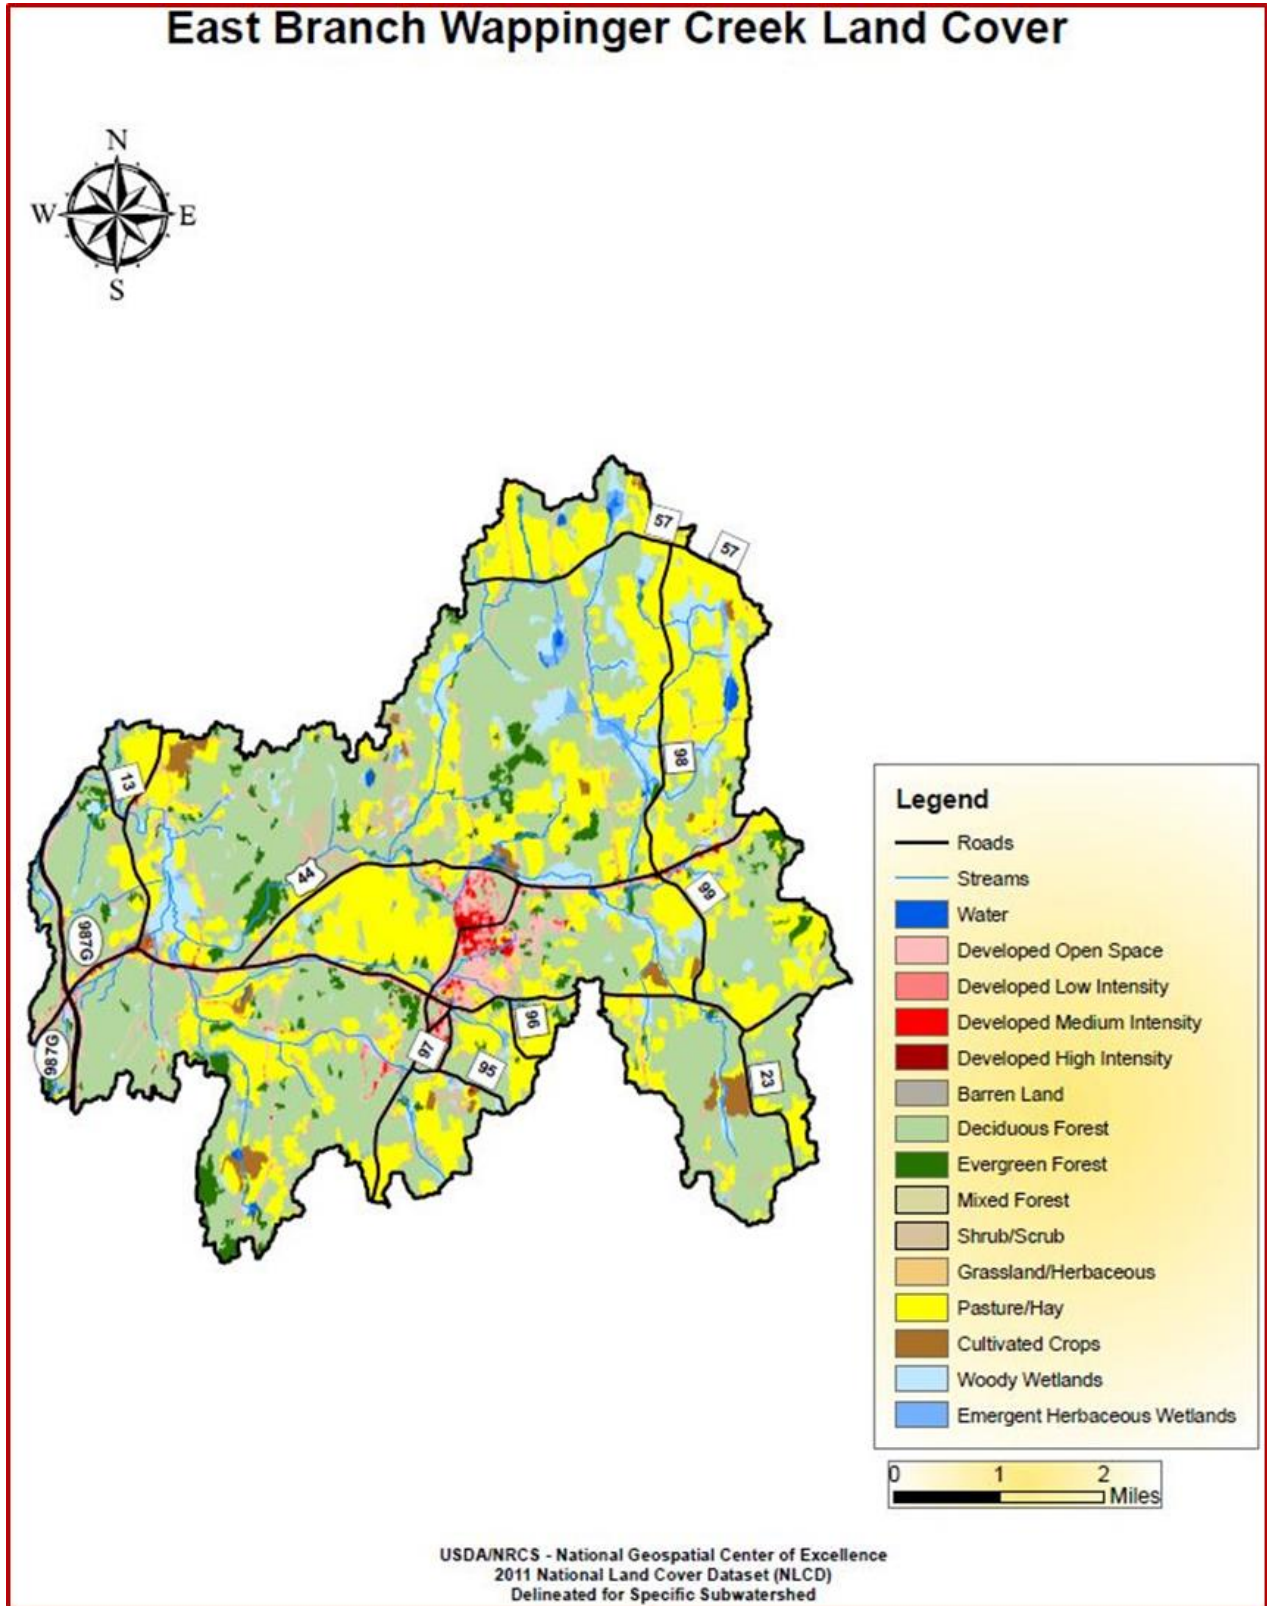 East Branch Wappinger Creek Land Cover
N
W
E
S
57
57
98
13
44
99
987G
987G
96
97
95
23
Legend
Roads
Streams
Water
Developed Open Space
Developed Low Intensity
Developed Medium Intensity
Developed High Intensity
Barren Land
Deciduous Forest
Evergreen Forest
Mixed Forest
Shrub/Scrub
Grassland/Herbaceous
Pasture/Hay
Cultivated Crops
Woody Wetlands
Emergent Herbaceous Wetlands
0 1 2
Miles
USDA/NRCS - National Geospatial Center of Excellence
2011 National Land Cover Dataset (NLCD)
Delineated for Specific Subwatershed